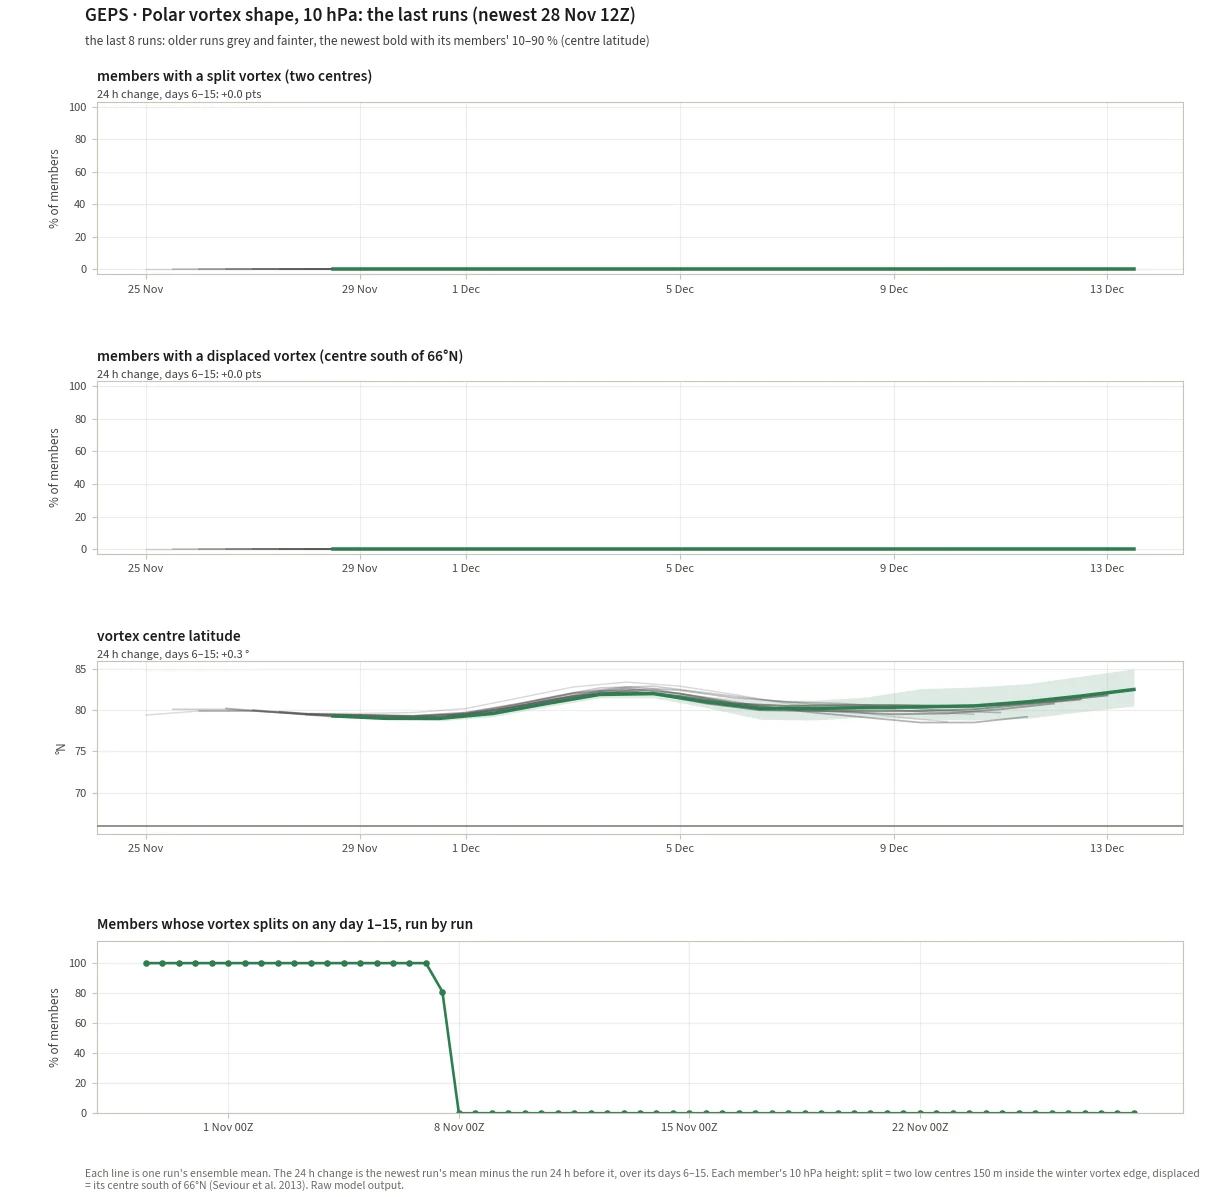 GEPS · Polar vortex shape, 10 hPa: the last runs (newest 28 Nov 12Z)
the last 8 runs: older runs grey and fainter, the newest bold with its members' 10–90 % (centre latitude)
members with a split vortex (two centres)
24 h change, days 6–15: +0.0 pts
100
80
60
40
20
0
% of members
25 Nov 29 Nov 1 Dec 5 Dec 9 Dec 13 Dec
members with a displaced vortex (centre south of 66°N)
24 h change, days 6–15: +0.0 pts
100
80
60
40
20
0
% of members
25 Nov 29 Nov 1 Dec 5 Dec 9 Dec 13 Dec
vortex centre latitude
24 h change, days 6–15: +0.3 °
85
80
75
70
°N
25 Nov 29 Nov 1 Dec 5 Dec 9 Dec 13 Dec
Members whose vortex splits on any day 1–15, run by run
100
80
60
40
20
0
% of members
1 Nov 00Z 8 Nov 00Z 15 Nov 00Z 22 Nov 00Z
Each line is one run's ensemble mean. The 24 h change is the newest run's mean minus the run 24 h before it, over its days 6–15. Each member's 10 hPa height: split = two low centres 150 m inside the winter vortex edge, displaced
= its centre south of 66°N (Seviour et al. 2013). Raw model output.